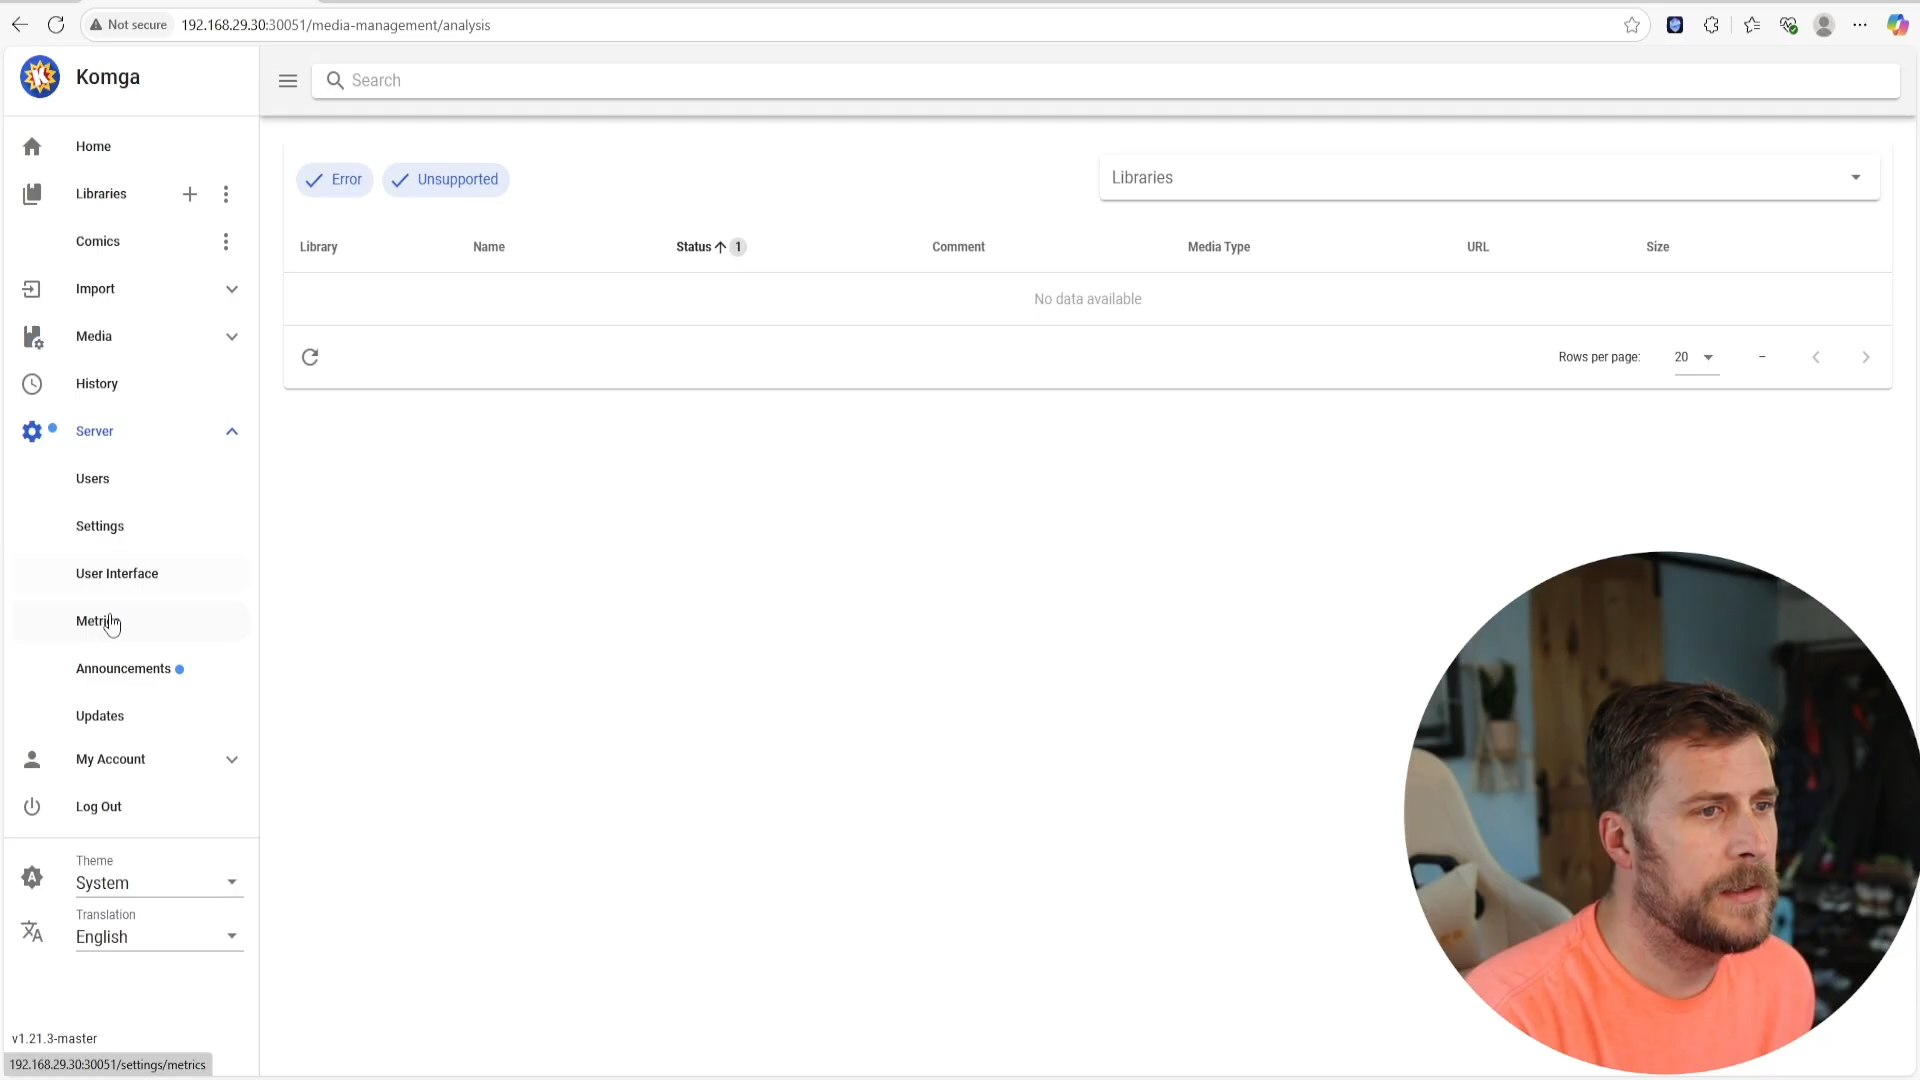 Not secure
192.168.29.30:30051/media-management/analysis
Komga
Search
Home
Libraries
Comics
Import
Media
History
Server
Users
Settings
User Interface
Metrics
Announcements
Updates
My Account
Log Out
Theme
System
Translation
English
v1.21.3-master
192.168.29.30:30051/settings/metrics
Error
Unsupported
Libraries
Library Name Status 1 Comment Media Type URL Size
No data available
Rows per page: 20 –